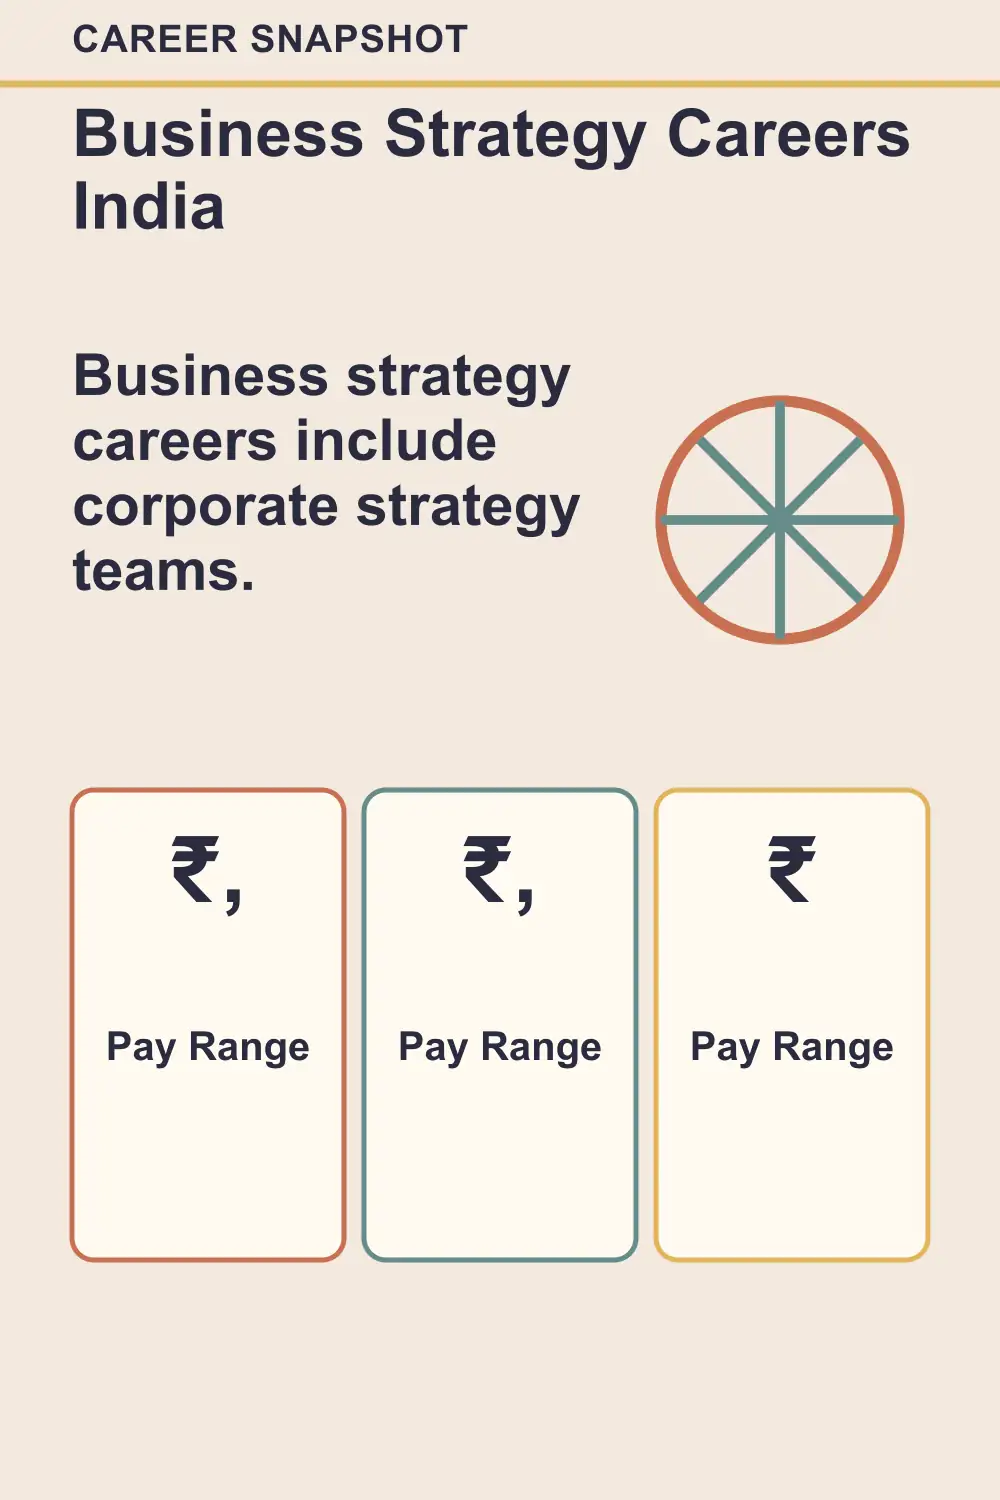 CAREER SNAPSHOT
Business Strategy Careers
India
Business strategy
careers include
corporate strategy
teams.
₹, ₹, ₹
Pay Range Pay Range Pay Range